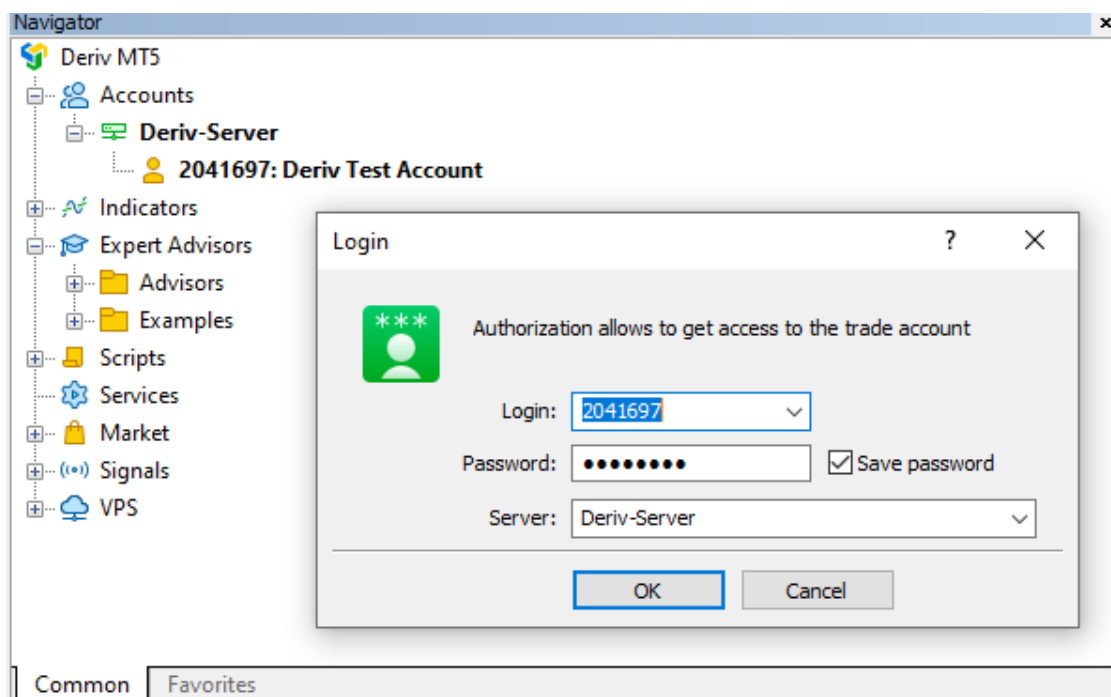 Navigator
Deriv MT5
Accounts
Deriv-Server
2041697: Deriv Test Account
Indicators
Expert Advisors
Advisors
Examples
Scripts
Services
Market
Signals
VPS
Login
?
***
Authorization allows to get access to the trade account
Login: 2041697
Password: ●●●●●●●● Save password
Server: Deriv-Server
OK Cancel
Common Favorites